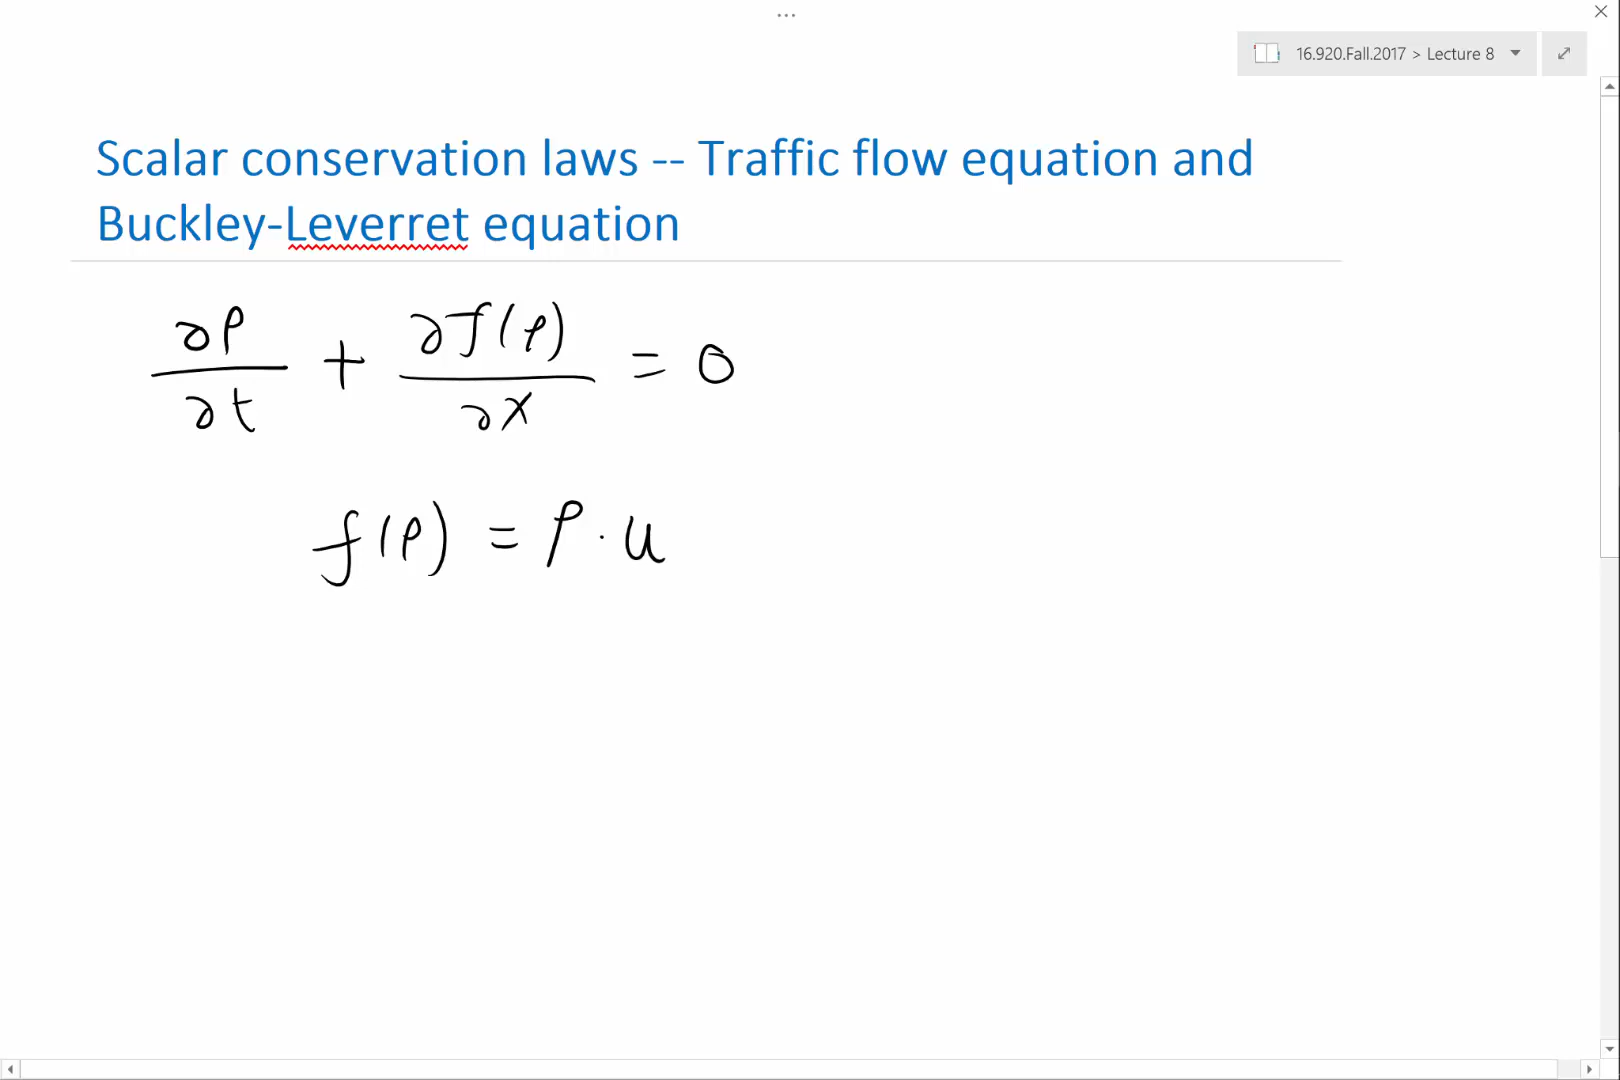 16.920.Fall.2017 > Lecture 8
Scalar conservation laws -- Traffic flow equation and
Buckley-Leverret equation
∂ρ/∂t + ∂f(ρ)/∂x = 0
f(ρ) = ρ · u